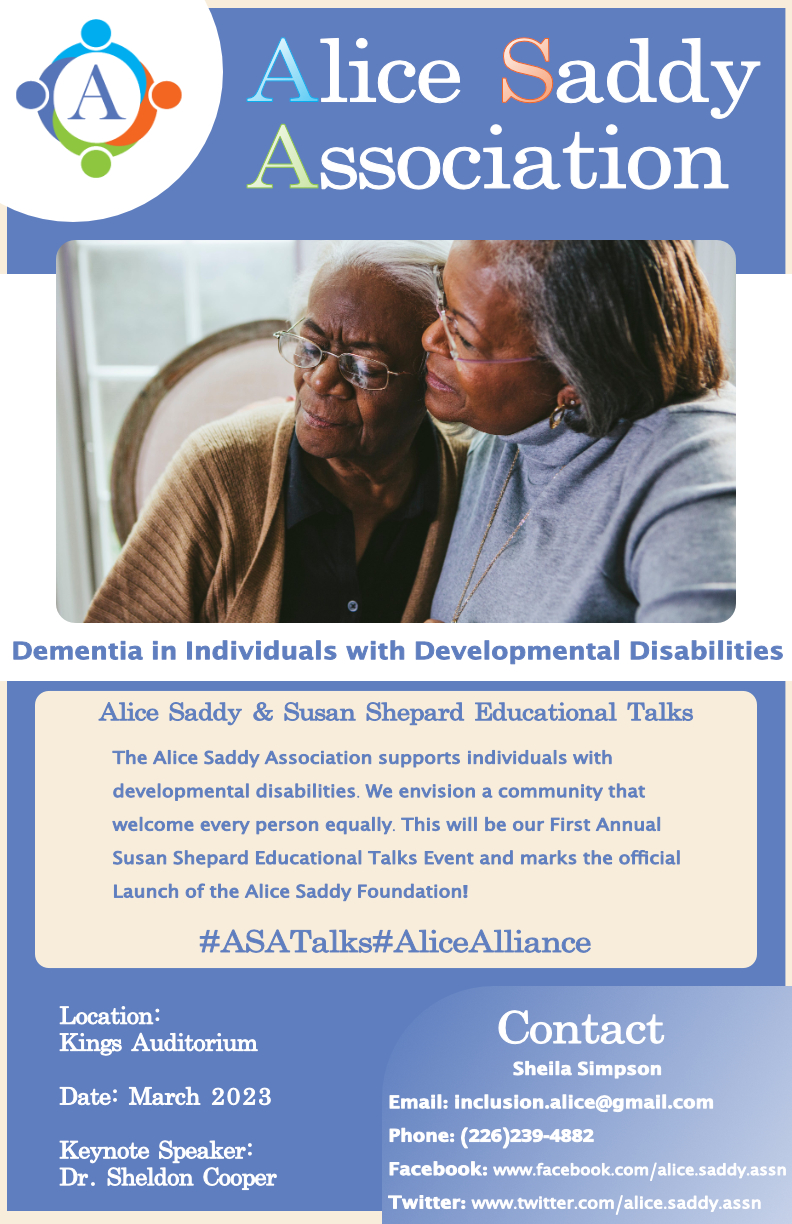 A
Alice Saddy
Association
Dementia in Individuals with Developmental Disabilities
Alice Saddy & Susan Shepard Educational Talks
The Alice Saddy Association supports individuals with
developmental disabilities. We envision a community that
welcome every person equally. This will be our First Annual
Susan Shepard Educational Talks Event and marks the official
Launch of the Alice Saddy Foundation!
#ASATalks#AliceAlliance
Location:
Kings Auditorium
Date: March 2023
Keynote Speaker:
Dr. Sheldon Cooper
Contact
Sheila Simpson
Email: inclusion.alice@gmail.com
Phone: (226)239-4882
Facebook: www.facebook.com/alice.saddy.assn
Twitter: www.twitter.com/alice.saddy.assn